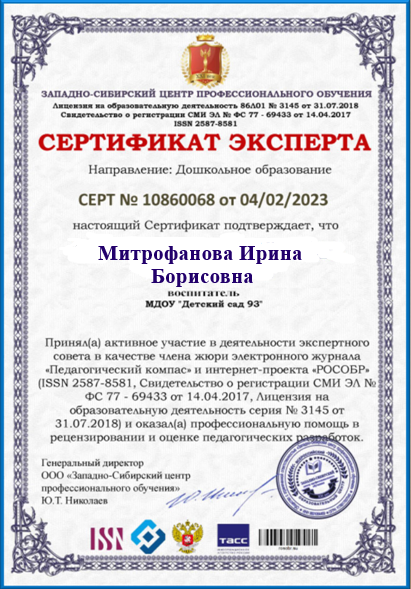 ЗАПАДНО-СИБИРСКИЙ ЦЕНТР ПРОФЕССИОНАЛЬНОГО ОБУЧЕНИЯ
Лицензия на образовательную деятельность 86Л01 № 3145 от 31.07.2018
Свидетельство о регистрации СМИ ЭЛ № ФС 77 - 69433 от 14.04.2017
ISSN 2587-8581
СЕРТИФИКАТ ЭКСПЕРТА
Направление: Дошкольное образование
СЕРТ № 10860068 от 04/02/2023
настоящий Сертификат подтверждает, что
Митрофанова Ирина
Борисовна
воспитатель
МДОУ "Детский сад 93"
Принял(а) активное участие в деятельности экспертного
совета в качестве члена жюри электронного журнала
«Педагогический компас» и интернет-проекта «РОСОБР»
(ISSN 2587-8581, Свидетельство о регистрации СМИ ЭЛ №
ФС 77 - 69433 от 14.04.2017, Лицензия на
образовательную деятельность серия № 3145 от
31.07.2018) и оказал(а) профессиональную помощь в
рецензировании и оценке педагогических разработок.
Генеральный директор
ООО «Западно-Сибирский центр
профессионального обучения»
Ю.Т. Николаев
ISSN
ТАСС